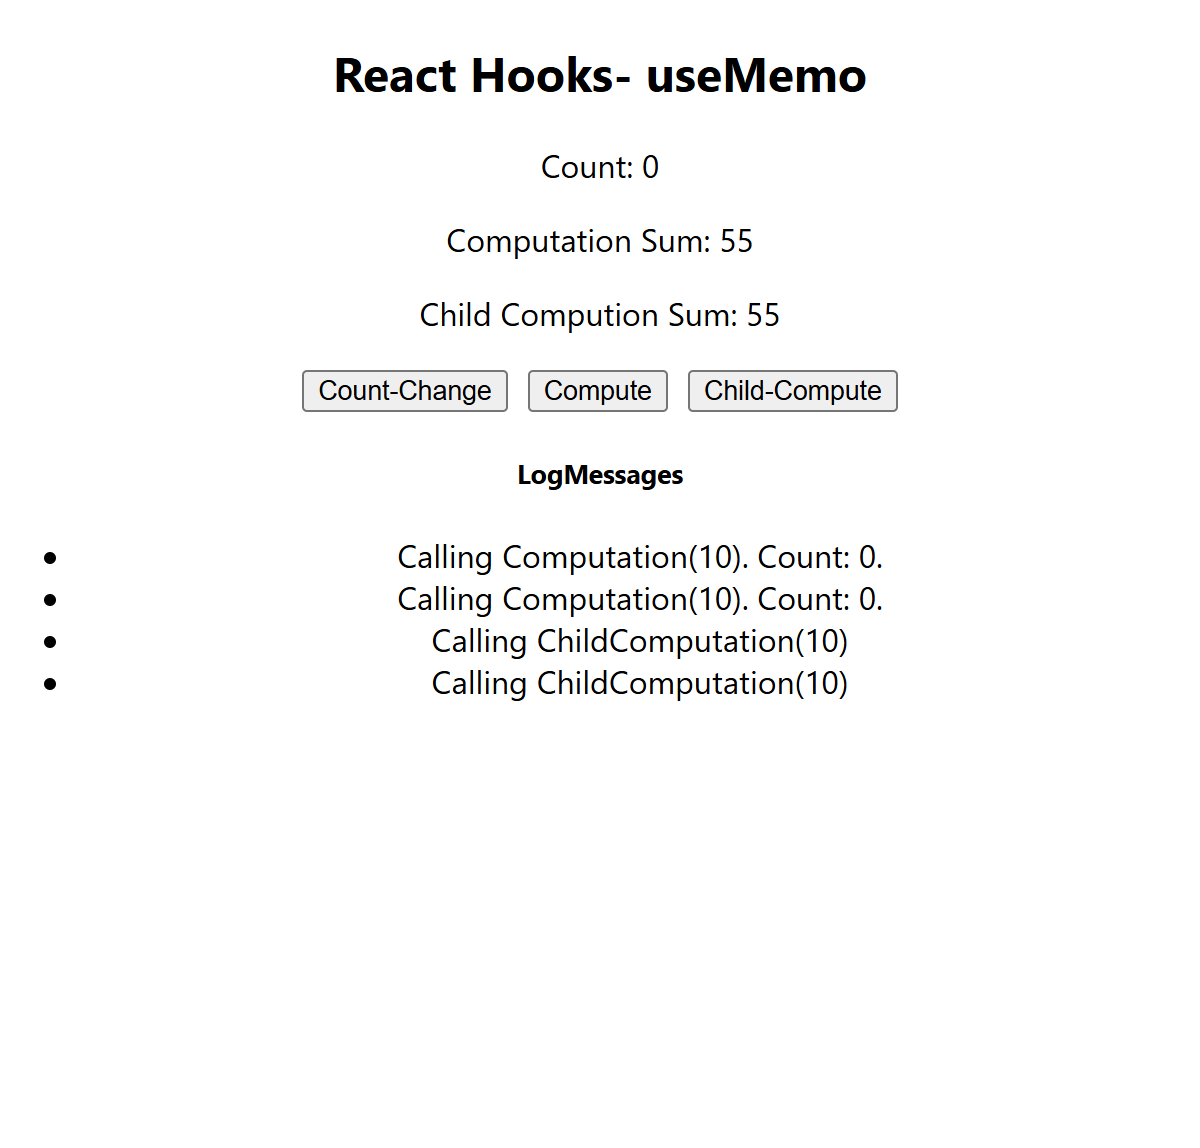 React Hooks- useMemo
Count: 0
Computation Sum: 55
Child Compution Sum: 55
Count-Change Compute Child-Compute
LogMessages
Calling Computation(10). Count: 0.
Calling Computation(10). Count: 0.
Calling ChildComputation(10)
Calling ChildComputation(10)